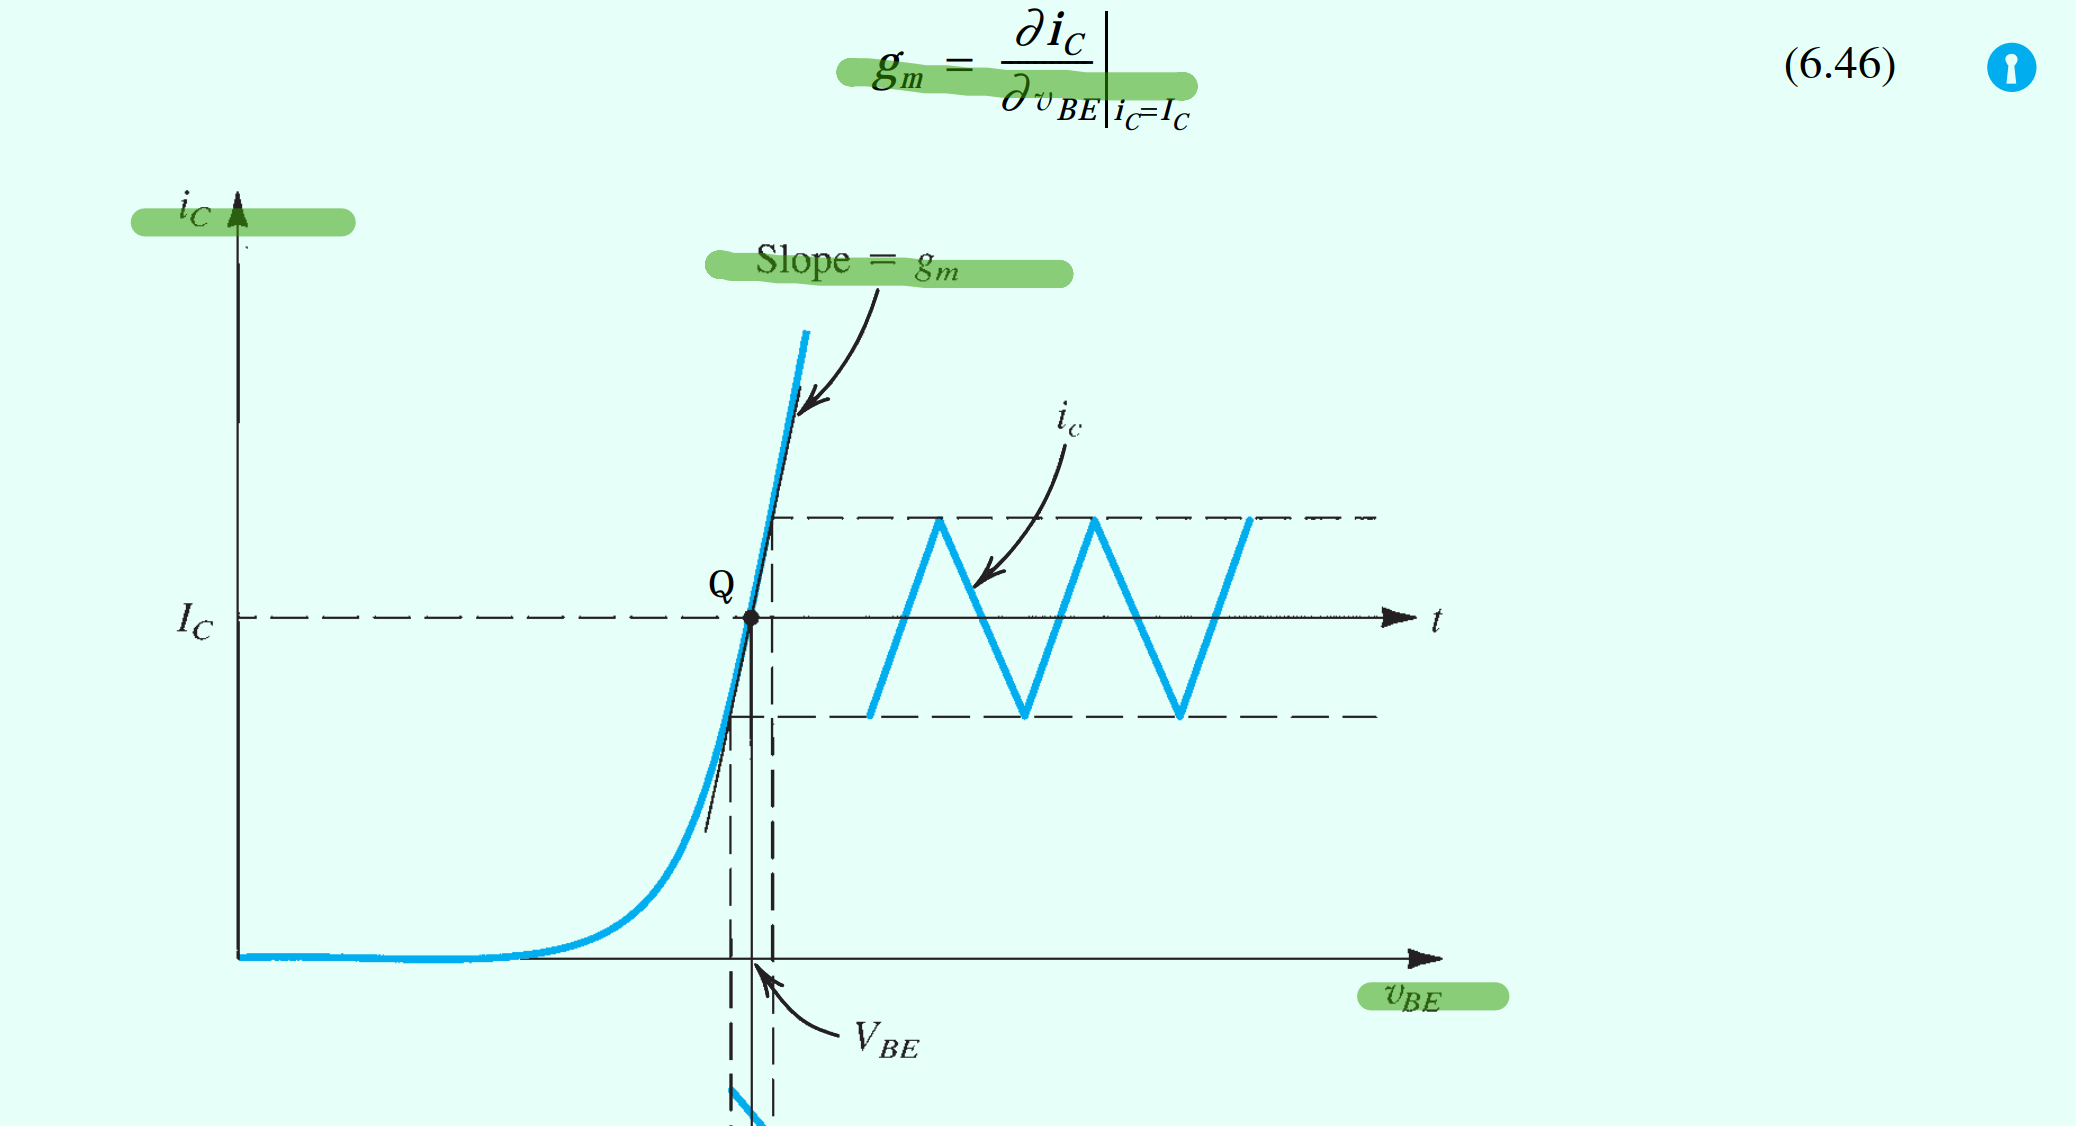 g_m = ∂i_C / ∂v_BE |_{i_C=I_C} (6.46)
i_C
Slope = g_m
i_c
Q
I_C
t
v_BE
V_BE